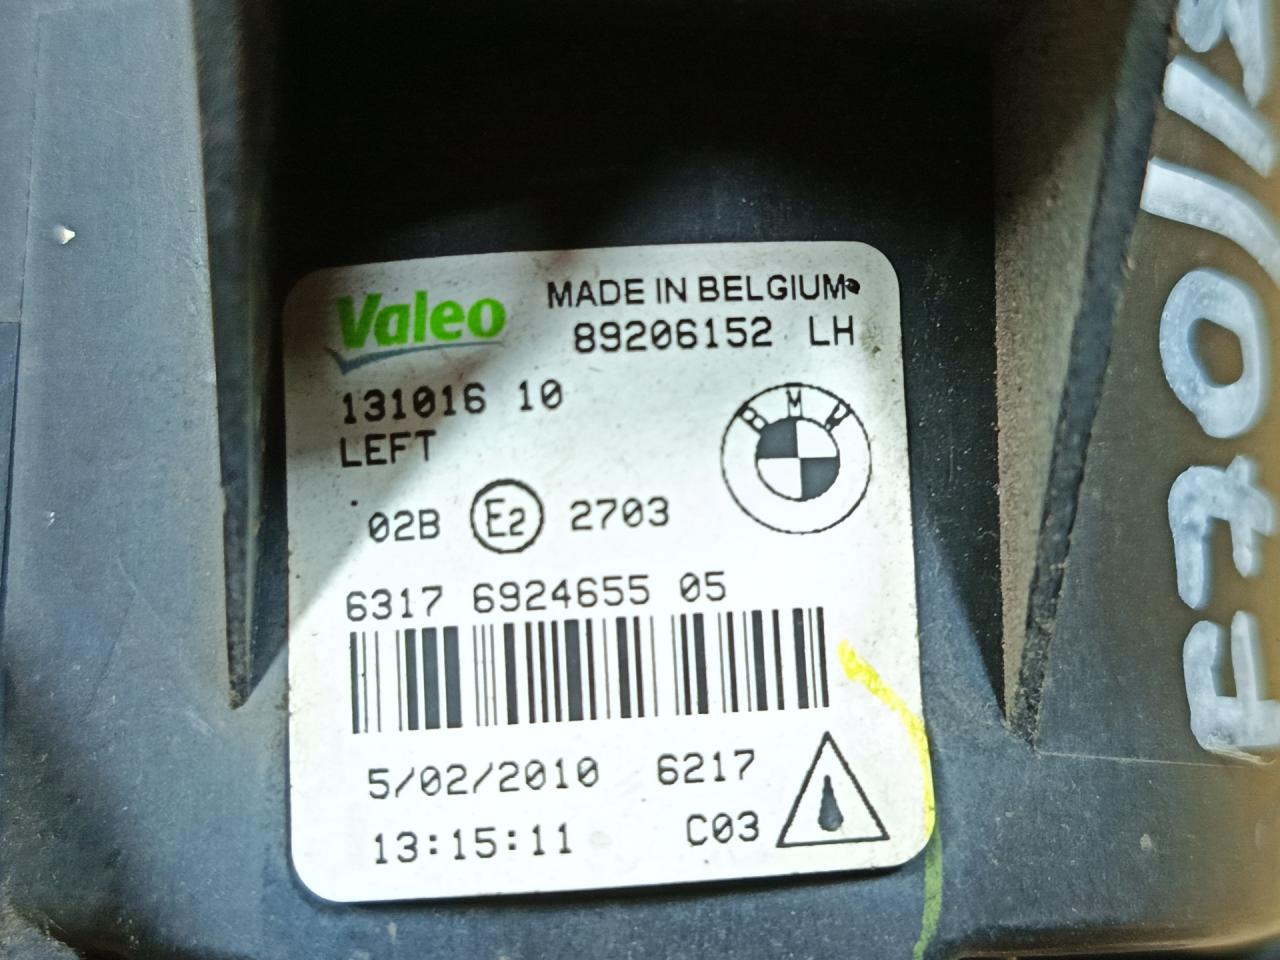 Valeo
MADE IN BELGIUM
89206152 LH
131016 10
LEFT
BMW
02B E2 2703
6317 6924655 05
5/02/2010 6217
13:15:11 C03